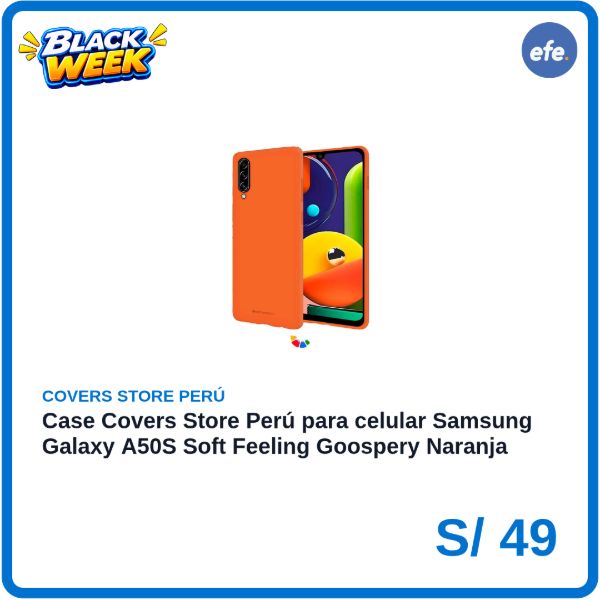 BLACK
WEEK
efe.
COVERS STORE PERÚ
Case Covers Store Perú para celular Samsung
Galaxy A50S Soft Feeling Goospery Naranja
S/ 49